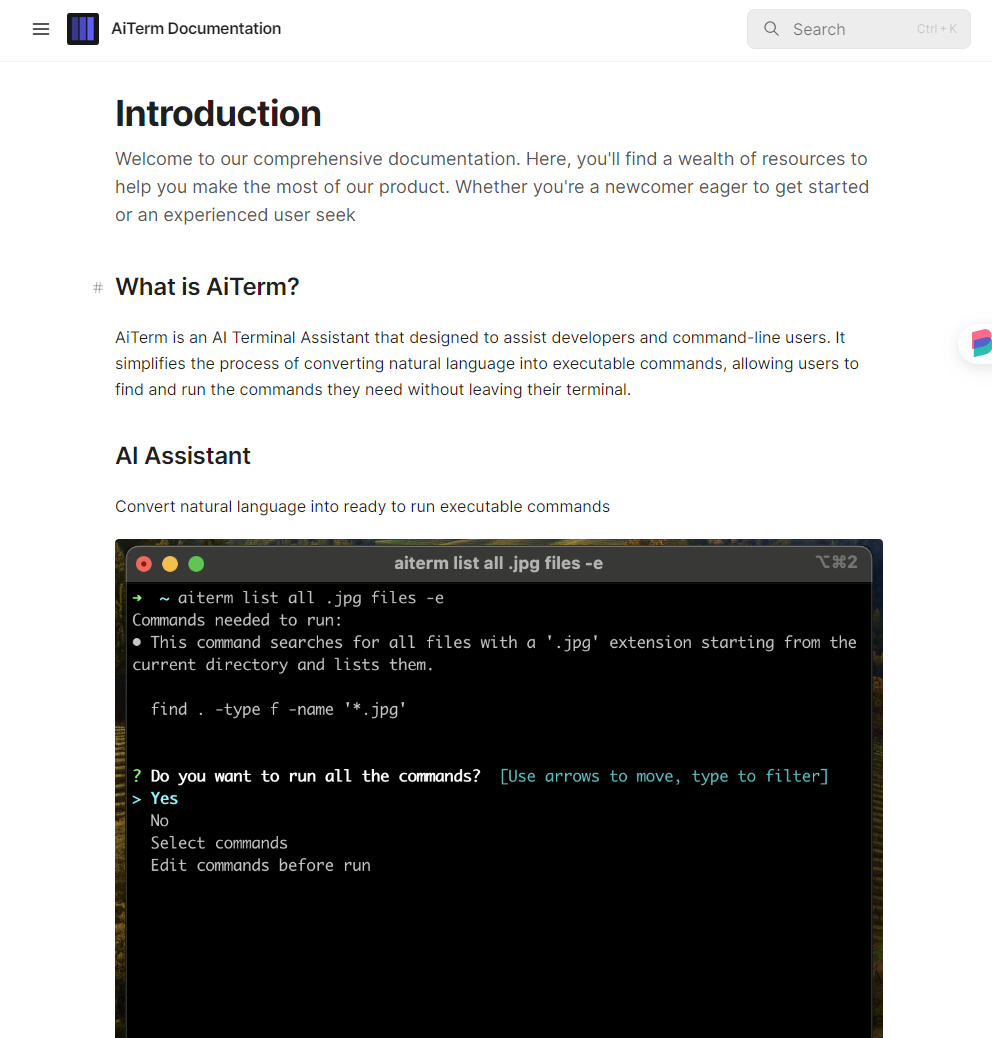 AiTerm Documentation
Search
Ctrl + K
Introduction
Welcome to our comprehensive documentation. Here, you'll find a wealth of resources to
help you make the most of our product. Whether you're a newcomer eager to get started
or an experienced user seek
# What is AiTerm?
AiTerm is an AI Terminal Assistant that designed to assist developers and command-line users. It
simplifies the process of converting natural language into executable commands, allowing users to
find and run the commands they need without leaving their terminal.
AI Assistant
Convert natural language into ready to run executable commands
aiterm list all .jpg files -e
⌥⌘2
➜ ~ aiterm list all .jpg files -e
Commands needed to run:
● This command searches for all files with a '.jpg' extension starting from the
current directory and lists them.
find . -type f -name '*.jpg'
? Do you want to run all the commands? [Use arrows to move, type to filter]
> Yes
No
Select commands
Edit commands before run